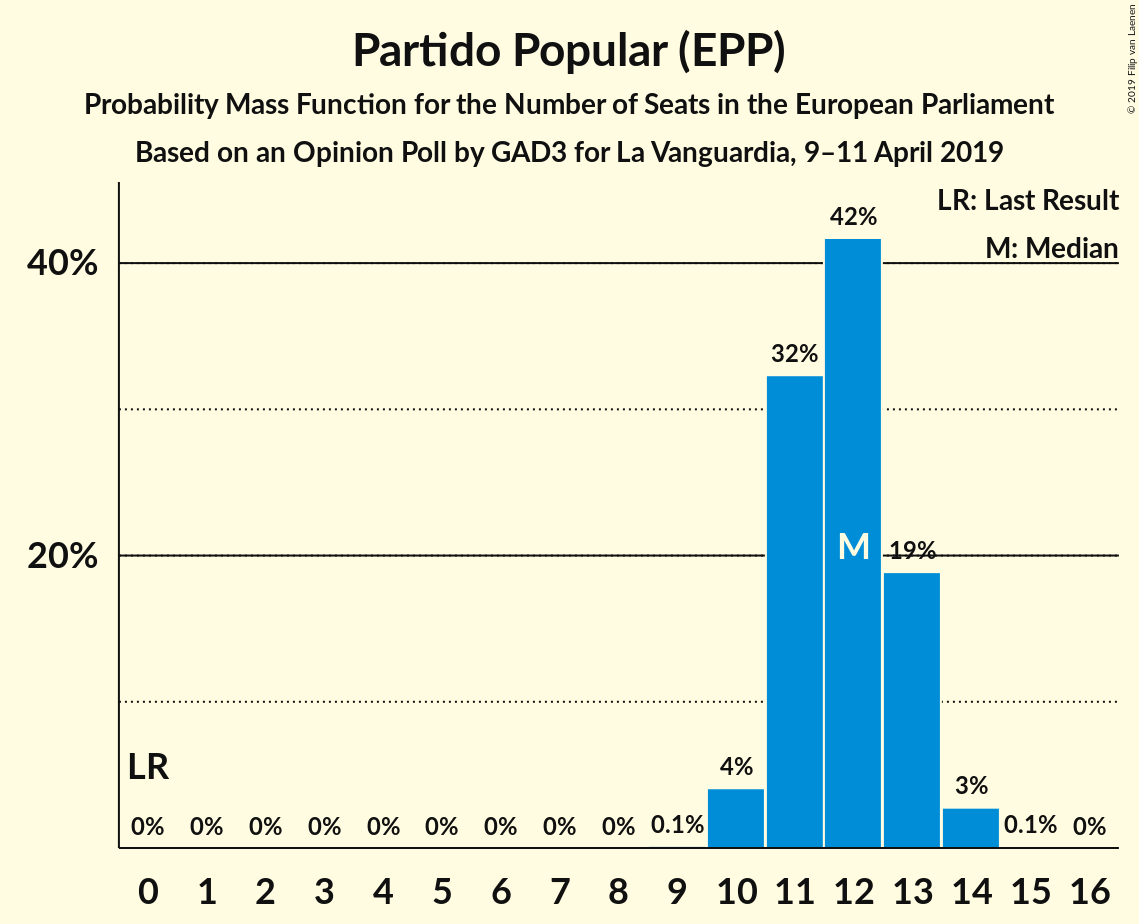 Partido Popular (EPP)
Probability Mass Function for the Number of Seats in the European Parliament
Based on an Opinion Poll by GAD3 for La Vanguardia, 9–11 April 2019
© 2019 Filip van Laenen
LR: Last Result
M: Median
42%
40%
32%
20%
M
19%
LR
4%
3%
0% 0% 0% 0% 0% 0% 0% 0% 0% 0.1% 0.1% 0%
0 1 2 3 4 5 6 7 8 9 10 11 12 13 14 15 16